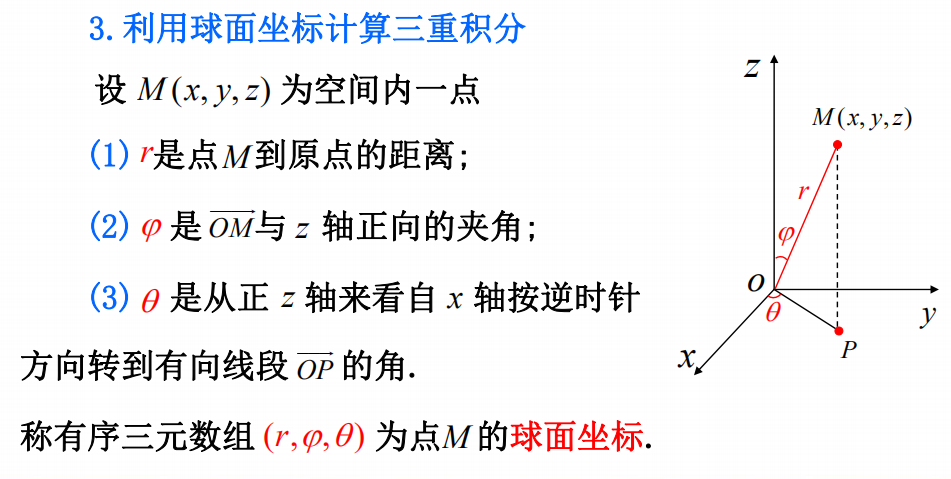 3. 利用球面坐标计算三重积分
设 M(x, y, z) 为空间内一点
(1) r是点M到原点的距离;
(2) φ 是 \overrightarrow{OM}与 z 轴正向的夹角;
(3) θ 是从正 z 轴来看自 x 轴按逆时针
方向转到有向线段 \overrightarrow{OP} 的角.
称有序三元数组 (r, φ, θ) 为点M 的球面坐标.
z
M(x, y, z)
r
φ
O
θ
y
x
P